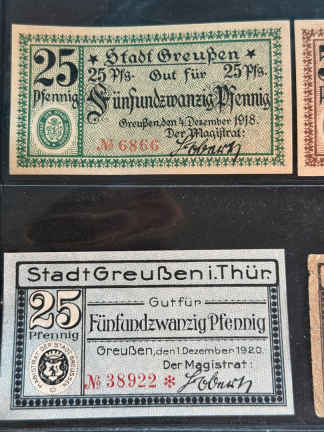 ★ Stadt Greußen ★
25 Pfennig
25 Pfg. Gut für 25 Pfg.
Fünfundzwanzig Pfennig
Greußen, den 4. Dezember 1918.
Der Magistrat:
№ 6866
Stadt Greußen i. Thür.
25 Pfennig
Gut für
Fünfundzwanzig Pfennig
Greußen, den 1. Dezember 1920.
Der Magistrat:
№ 38922 *